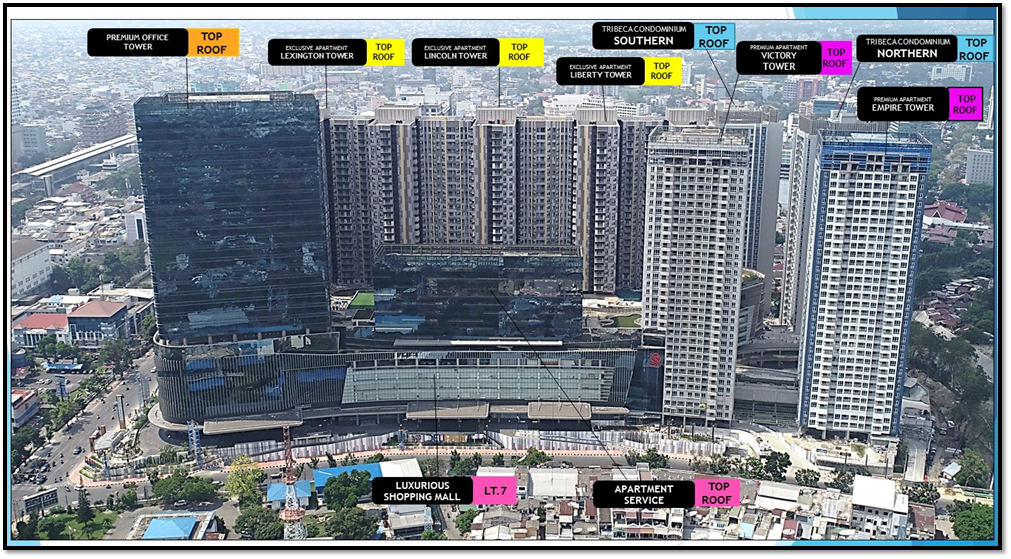 PREMIUM OFFICE
TOWER
TOP
ROOF
EXCLUSIVE APARTMENT
LEXINGTON TOWER
TOP
ROOF
EXCLUSIVE APARTMENT
LINCOLN TOWER
TOP
ROOF
EXCLUSIVE APARTMENT
LIBERTY TOWER
TOP
ROOF
TRIBECA CONDOMINIUM
SOUTHERN
TOP
ROOF
PREMIUM APARTMENT
VICTORY
TOWER
TOP
ROOF
TRIBECA CONDOMINIUM
NORTHERN
TOP
ROOF
PREMIUM APARTMENT
EMPIRE TOWER
TOP
ROOF
LUXURIOUS
SHOPPING MALL
LT.7
APARTMENT
SERVICE
TOP
ROOF